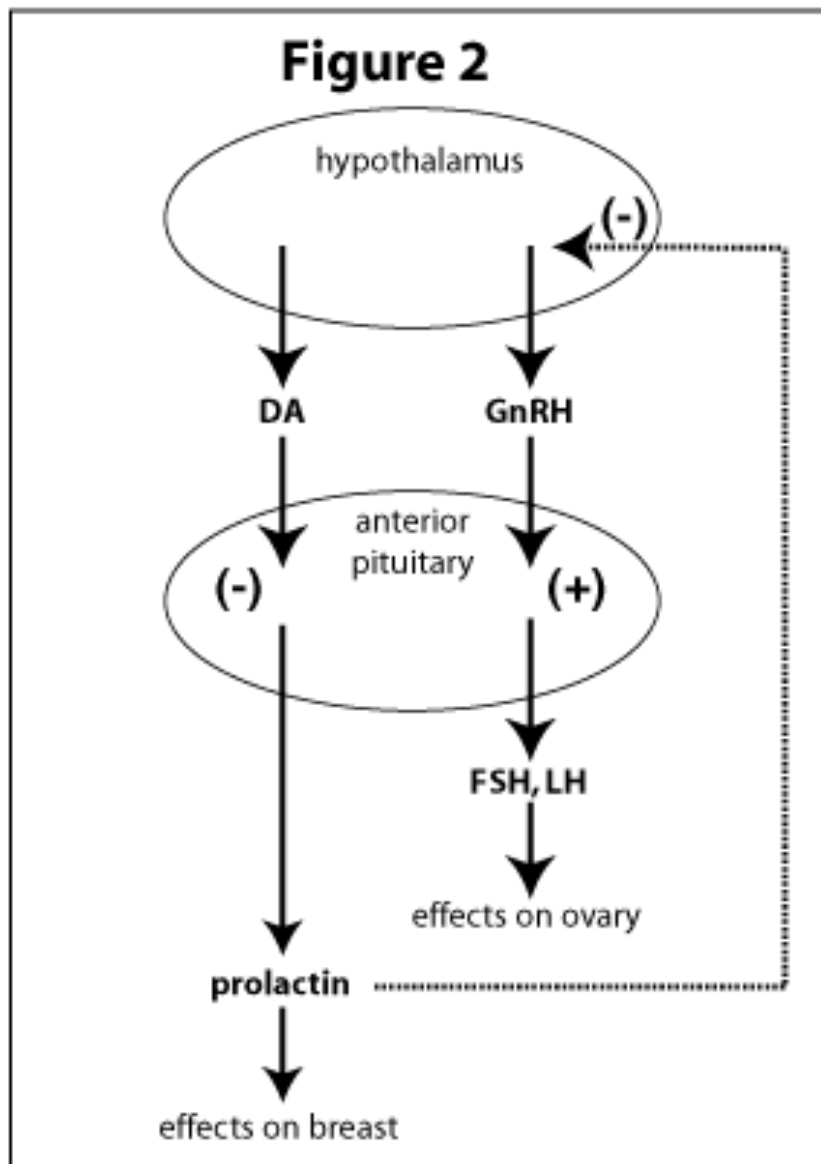 Figure 2
hypothalamus
(-)
DA
GnRH
anterior
pituitary
(-)
(+)
FSH, LH
effects on ovary
prolactin
effects on breast